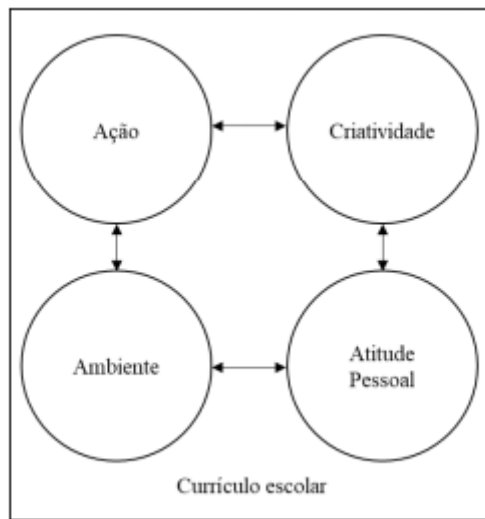 Ação
Criatividade
Ambiente
Atitude
Pessoal
Currículo escolar